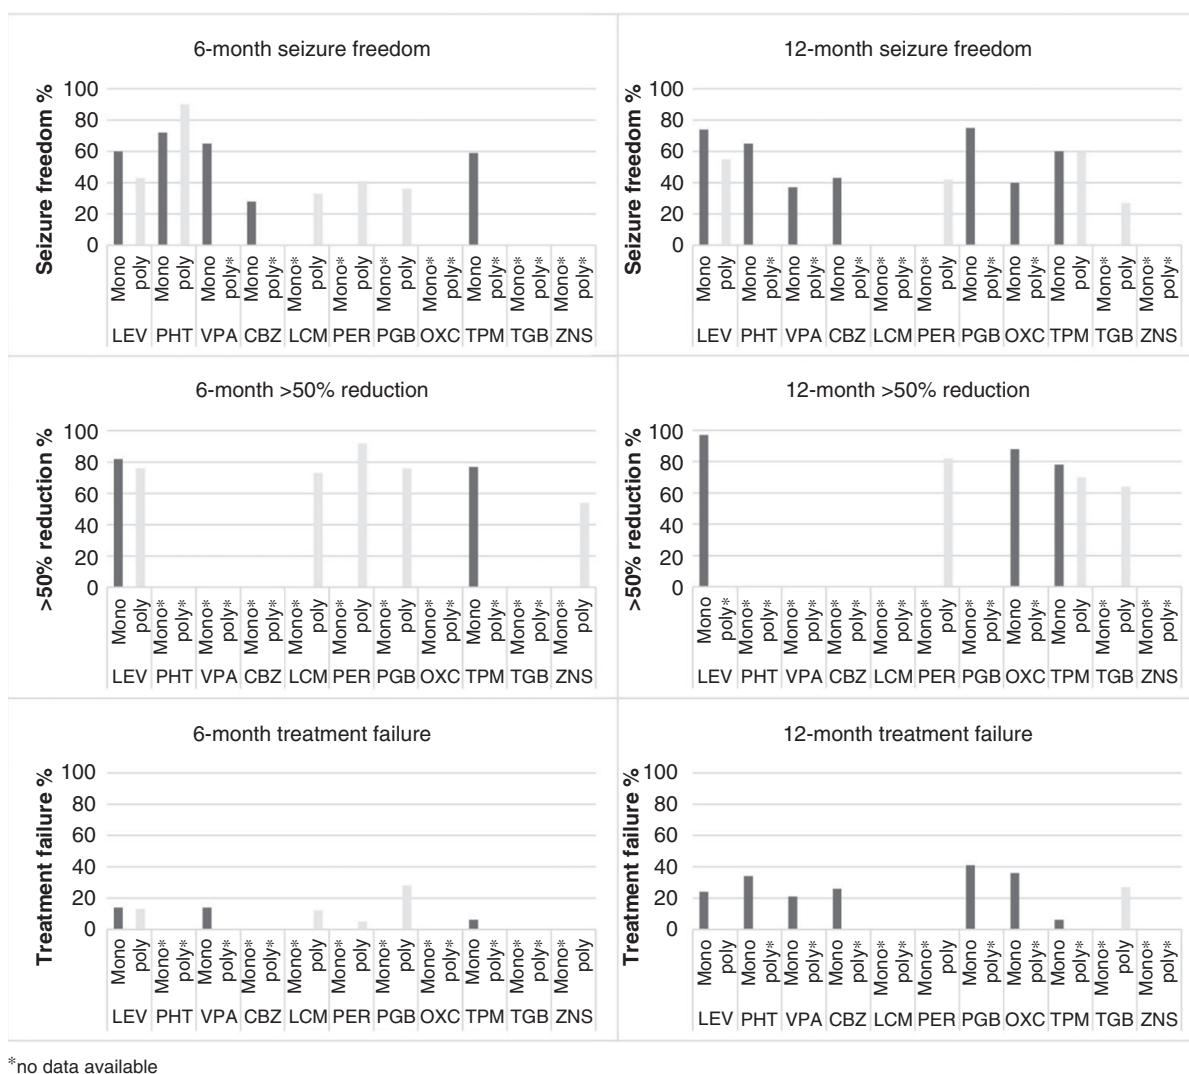 6-month seizure freedom
Seizure freedom %
100
80
60
40
20
0
Mono poly Mono poly Mono poly* Mono poly* Mono* poly Mono* poly Mono* poly Mono* poly* Mono poly* Mono* poly* Mono* poly*
LEV PHT VPA CBZ LCM PER PGB OXC TPM TGB ZNS
12-month seizure freedom
Seizure freedom %
100
80
60
40
20
0
Mono poly Mono poly* Mono poly* Mono poly* Mono* poly* Mono* poly Mono poly* Mono poly* Mono poly Mono* poly Mono* poly*
LEV PHT VPA CBZ LCM PER PGB OXC TPM TGB ZNS
6-month >50% reduction
>50% reduction %
100
80
60
40
20
0
Mono poly Mono* poly* Mono* poly* Mono* poly* Mono* poly Mono* poly Mono* poly Mono* poly* Mono poly* Mono* poly* Mono* poly
LEV PHT VPA CBZ LCM PER PGB OXC TPM TGB ZNS
12-month >50% reduction
>50% reduction %
100
80
60
40
20
0
Mono poly* Mono* poly* Mono* poly* Mono* poly* Mono* poly* Mono* poly Mono* poly* Mono poly* Mono poly Mono* poly Mono* poly*
LEV PHT VPA CBZ LCM PER PGB OXC TPM TGB ZNS
6-month treatment failure
Treatment failure %
100
80
60
40
20
0
Mono poly Mono* poly* Mono poly* Mono* poly* Mono* poly Mono* poly Mono* poly Mono* poly* Mono poly* Mono* poly* Mono* poly
LEV PHT VPA CBZ LCM PER PGB OXC TPM TGB ZNS
12-month treatment failure
Treatment failure %
100
80
60
40
20
0
Mono poly Mono poly* Mono poly* Mono poly* Mono* poly* Mono* poly Mono poly* Mono poly* Mono poly* Mono* poly Mono* poly*
LEV PHT VPA CBZ LCM PER PGB OXC TPM TGB ZNS
*no data available